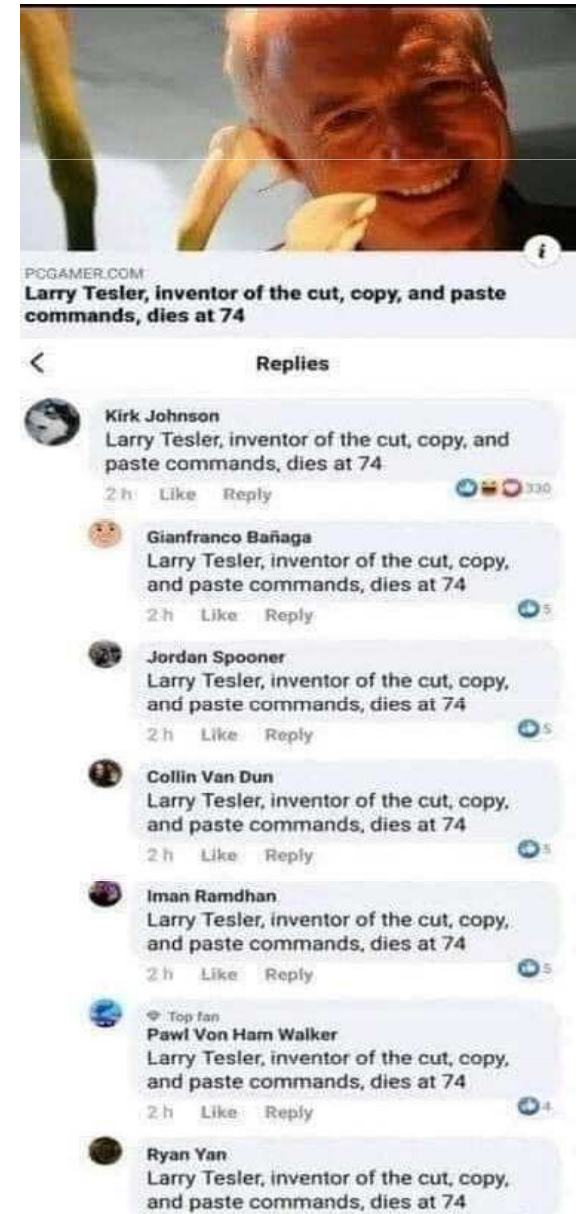 i
PCGAMER.COM
Larry Tesler, inventor of the cut, copy, and paste
commands, dies at 74
Replies
Kirk Johnson
Larry Tesler, inventor of the cut, copy, and
paste commands, dies at 74
2 h Like Reply 330
Gianfranco Bañaga
Larry Tesler, inventor of the cut, copy,
and paste commands, dies at 74
2 h Like Reply 5
Jordan Spooner
Larry Tesler, inventor of the cut, copy,
and paste commands, dies at 74
2 h Like Reply 5
Collin Van Dun
Larry Tesler, inventor of the cut, copy,
and paste commands, dies at 74
2 h Like Reply 5
Iman Ramdhan
Larry Tesler, inventor of the cut, copy,
and paste commands, dies at 74
2 h Like Reply 5
Top fan
Pawl Von Ham Walker
Larry Tesler, inventor of the cut, copy,
and paste commands, dies at 74
2 h Like Reply 4
Ryan Yan
Larry Tesler, inventor of the cut, copy,
and paste commands, dies at 74